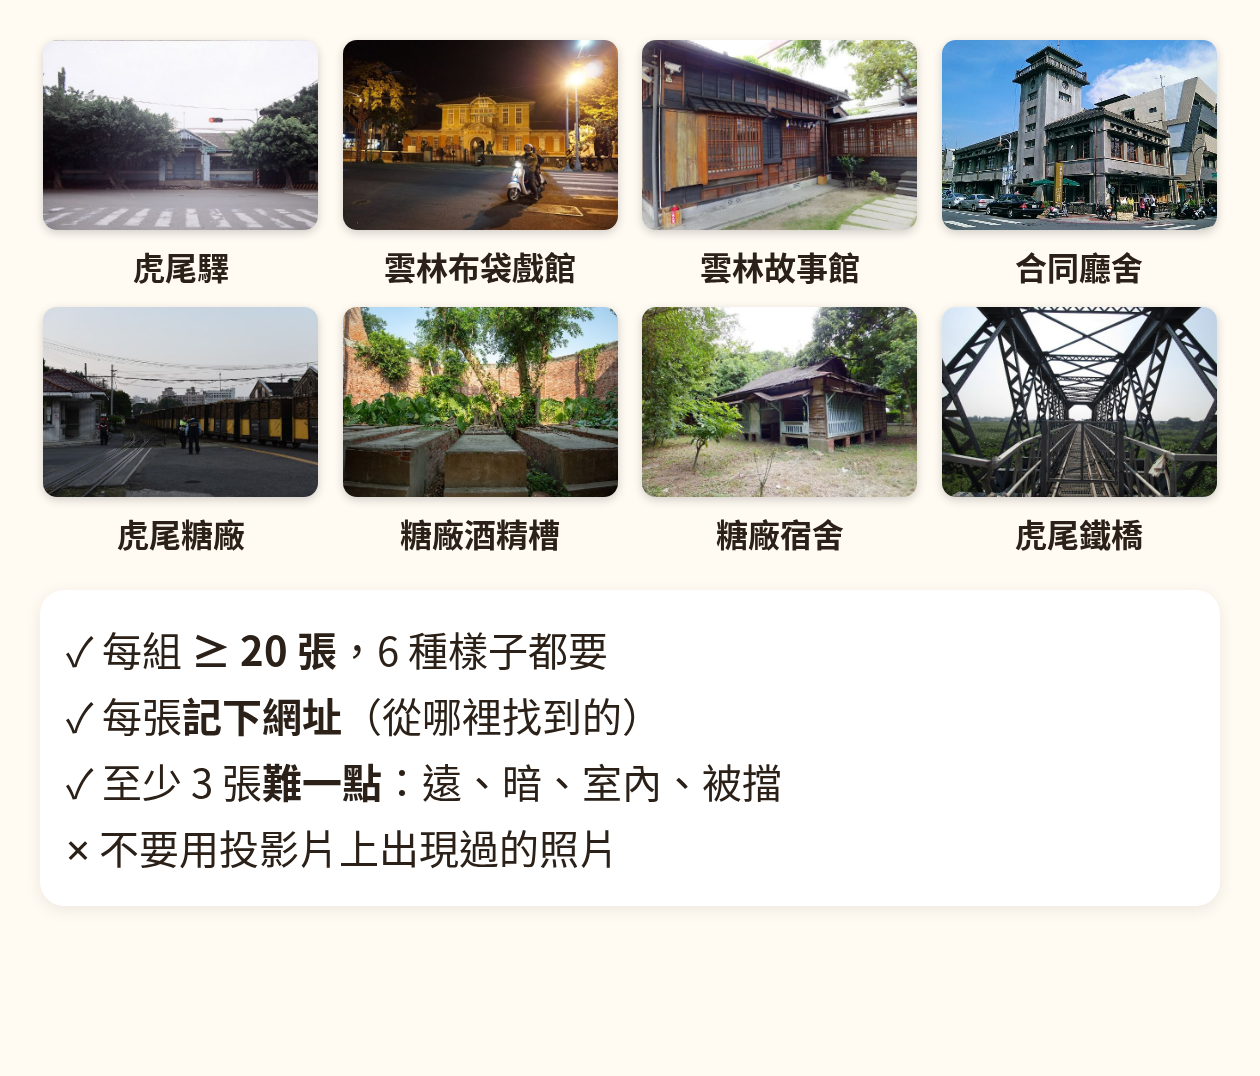 虎尾驛
雲林布袋戲館
雲林故事館
合同廳舍
虎尾糖廠
糖廠酒精槽
糖廠宿舍
虎尾鐵橋
✓ 每組 ≥ 20 張，6 種樣子都要
✓ 每張記下網址（從哪裡找到的）
✓ 至少 3 張難一點：遠、暗、室內、被擋
× 不要用投影片上出現過的照片